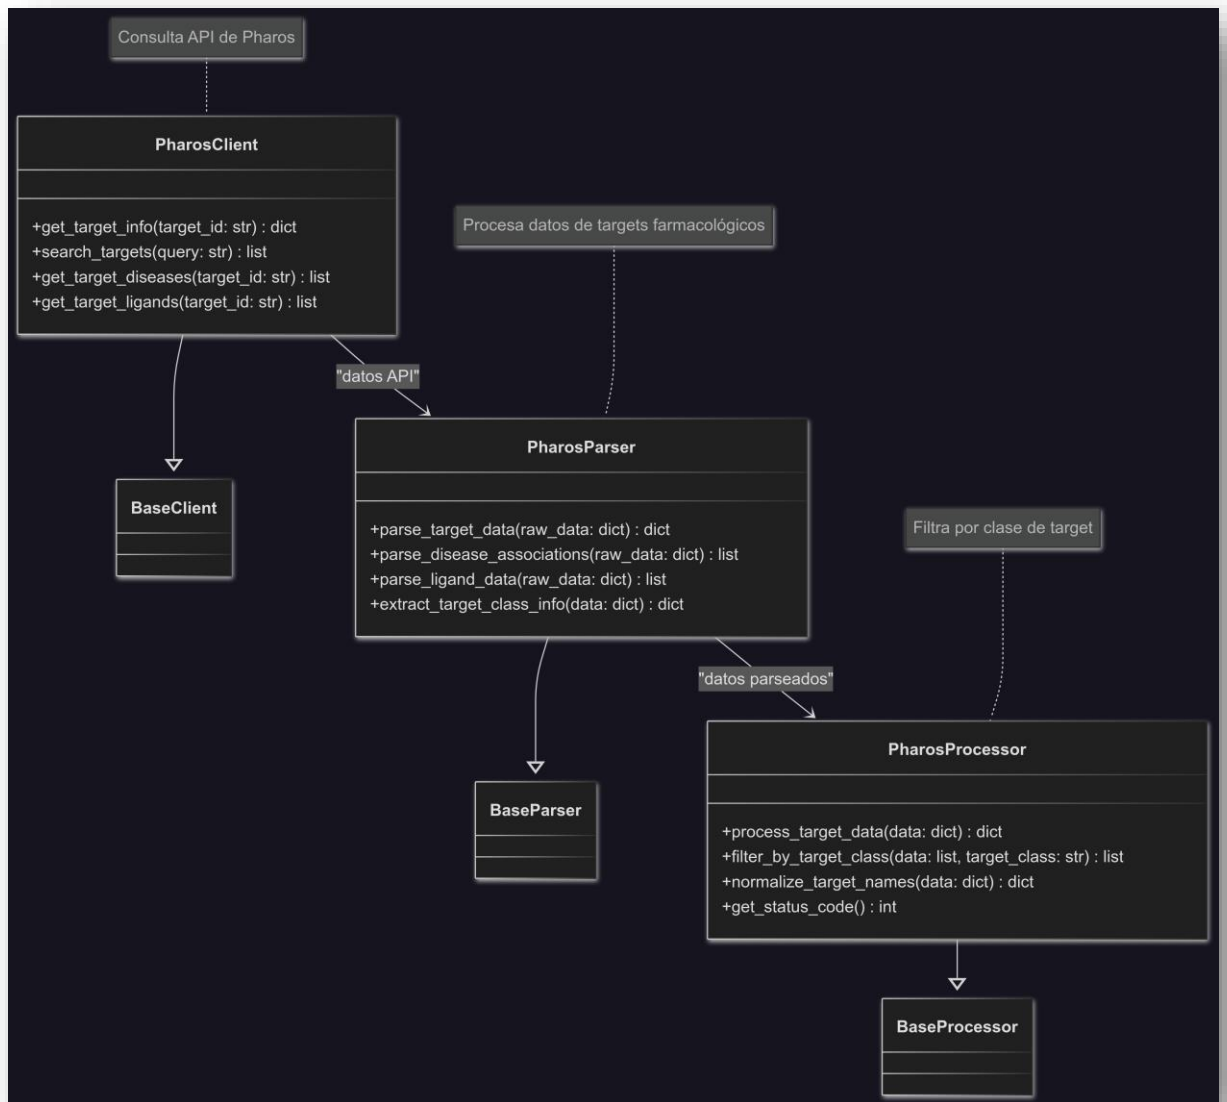 Consulta API de Pharos
PharosClient
+get_target_info(target_id: str) : dict
+search_targets(query: str) : list
+get_target_diseases(target_id: str) : list
+get_target_ligands(target_id: str) : list
Procesa datos de targets farmacológicos
"datos API"
PharosParser
+parse_target_data(raw_data: dict) : dict
+parse_disease_associations(raw_data: dict) : list
+parse_ligand_data(raw_data: dict) : list
+extract_target_class_info(data: dict) : dict
BaseClient
Filtra por clase de target
"datos parseados"
PharosProcessor
+process_target_data(data: dict) : dict
+filter_by_target_class(data: list, target_class: str) : list
+normalize_target_names(data: dict) : dict
+get_status_code() : int
BaseParser
BaseProcessor